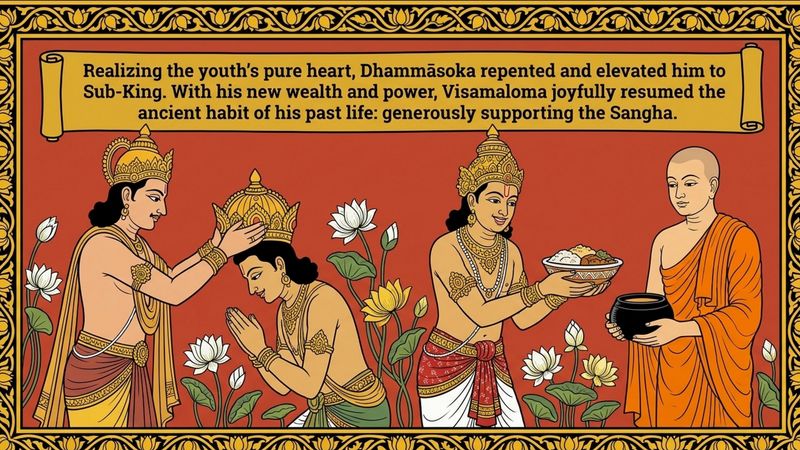 Realizing the youth's pure heart, Dhammāsoka repented and elevated him to
Sub-King. With his new wealth and power, Visamaloma joyfully resumed the
ancient habit of his past life: generously supporting the Sangha.